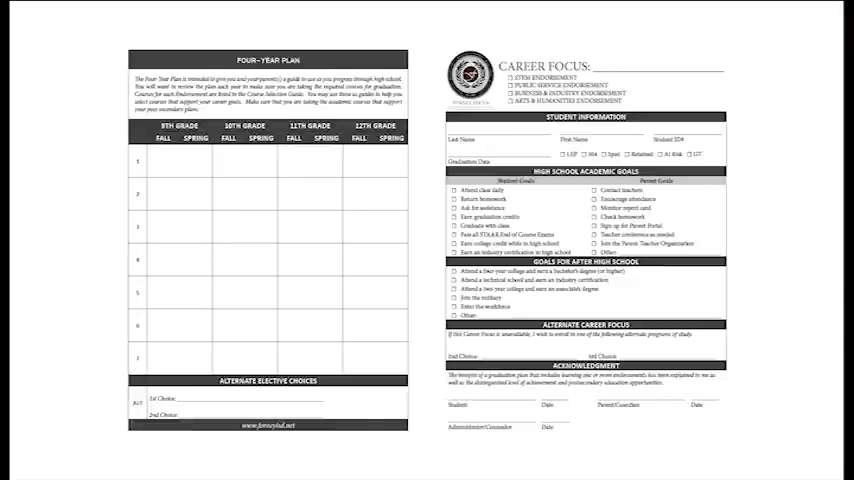 FOUR-YEAR PLAN
The Four-Year Plan is intended to give you and your parent(s) a guide to use as you progress through high school.
You will want to review the plan each year to make sure you are taking the required courses for graduation.
Courses for each Endorsement are listed in the Course Selection Guide. You may use these as guides to help you
select courses that support your career goals. Make sure that you are taking the academic courses that support
your post-secondary plans.
9TH GRADE 10TH GRADE 11TH GRADE 12TH GRADE
FALL SPRING FALL SPRING FALL SPRING FALL SPRING
1
2
3
4
5
6
7
ALTERNATE ELECTIVE CHOICES
ALT
1st Choice:
2nd Choice:
www.forneyisd.net
CAREER FOCUS:
STEM ENDORSEMENT
PUBLIC SERVICE ENDORSEMENT
BUSINESS & INDUSTRY ENDORSEMENT
ARTS & HUMANITIES ENDORSEMENT
STUDENT INFORMATION
Last Name First Name Student ID#
LEP 504 Sped Retained At Risk GT
Graduation Date
HIGH SCHOOL ACADEMIC GOALS
Student Goals Parent Goals
Attend class daily Contact teachers
Return homework Encourage attendance
Ask for assistance Monitor report card
Earn graduation credits Check homework
Graduate with class Sign up for Parent Portal
Pass all STAAR End of Course Exams Teacher conference as needed
Earn college credit while in high school Join the Parent-Teacher Organization
Earn an industry certification in high school Other:
GOALS FOR AFTER HIGH SCHOOL
Attend a four-year college and earn a bachelor's degree (or higher)
Attend a technical school and earn an industry certification
Attend a two-year college and earn an associate's degree
Join the military
Enter the workforce
Other:
ALTERNATE CAREER FOCUS
If this Career Focus is unavailable, I wish to enroll in one of the following alternate programs of study.
2nd Choice 3rd Choice
ACKNOWLEDGMENT
The benefits of a graduation plan that includes earning one or more endorsements has been explained to me as
well as the distinguished level of achievement and postsecondary education opportunities.
Student Date Parent/Guardian Date
Administrator/Counselor Date